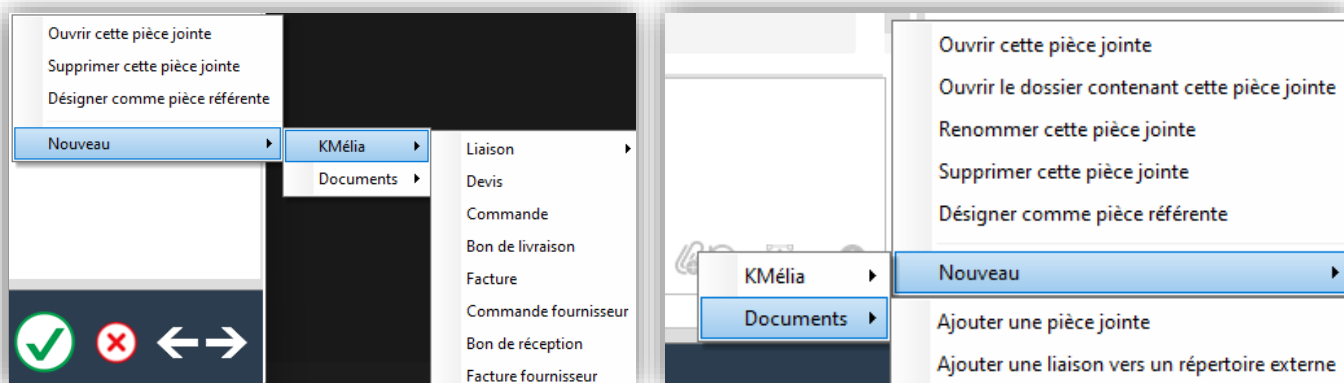 Ouvrir cette pièce jointe
Supprimer cette pièce jointe
Désigner comme pièce référente
Nouveau
KMélia
Documents
Liaison
Devis
Commande
Bon de livraison
Facture
Commande fournisseur
Bon de réception
Facture fournisseur
Ouvrir cette pièce jointe
Ouvrir le dossier contenant cette pièce jointe
Renommer cette pièce jointe
Supprimer cette pièce jointe
Désigner comme pièce référente
Nouveau
KMélia
Documents
Ajouter une pièce jointe
Ajouter une liaison vers un répertoire externe